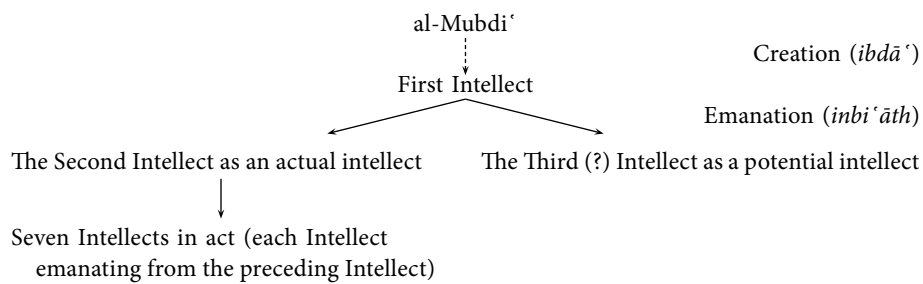 al-Mubdiʿ
Creation (ibdāʿ)
First Intellect
Emanation (inbiʿāth)
The Second Intellect as an actual intellect
The Third (?) Intellect as a potential intellect
Seven Intellects in act (each Intellect
emanating from the preceding Intellect)